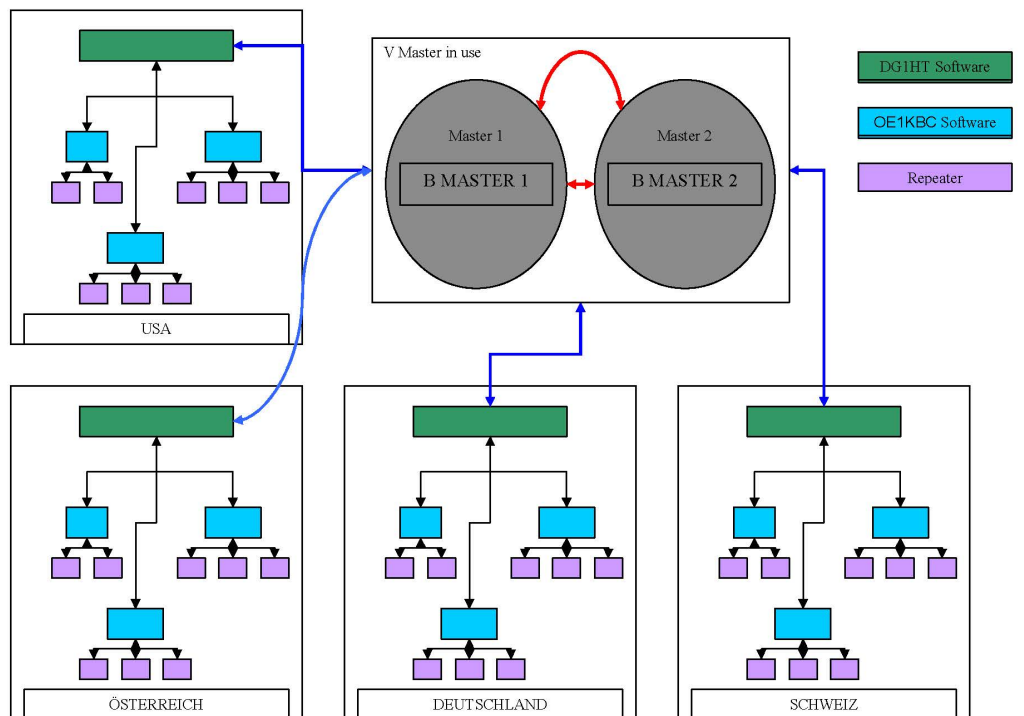 V Master in use
Master 1
Master 2
B MASTER 1
B MASTER 2
DG1HT Software
OE1KBC Software
Repeater
USA
ÖSTERREICH
DEUTSCHLAND
SCHWEIZ